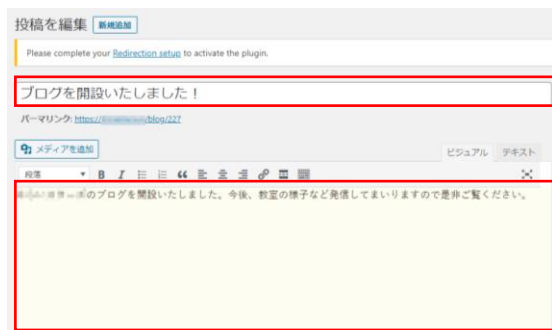 投稿を編集 新規追加
Please complete your Redirection setup to activate the plugin.
ブログを開設いたしました！
パーマリンク: https:// /blog/227
メディアを追加
ビジュアル テキスト
段落 B I
のブログを開設いたしました。今後、教室の様子など発信してまいりますので是非ご覧ください。